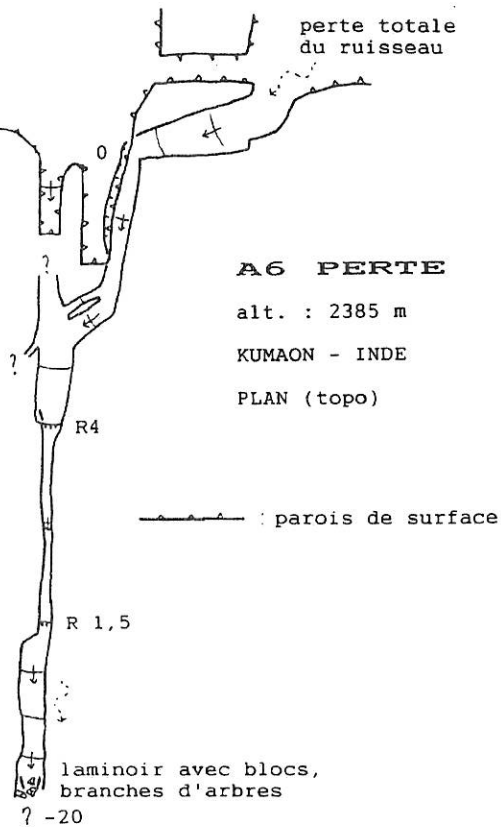 perte totale
du ruisseau
0
?
A6 PERTE
alt. : 2385 m
KUMAON - INDE
PLAN (topo)
?
R4
: parois de surface
R 1,5
laminoir avec blocs,
branches d'arbres
? -20